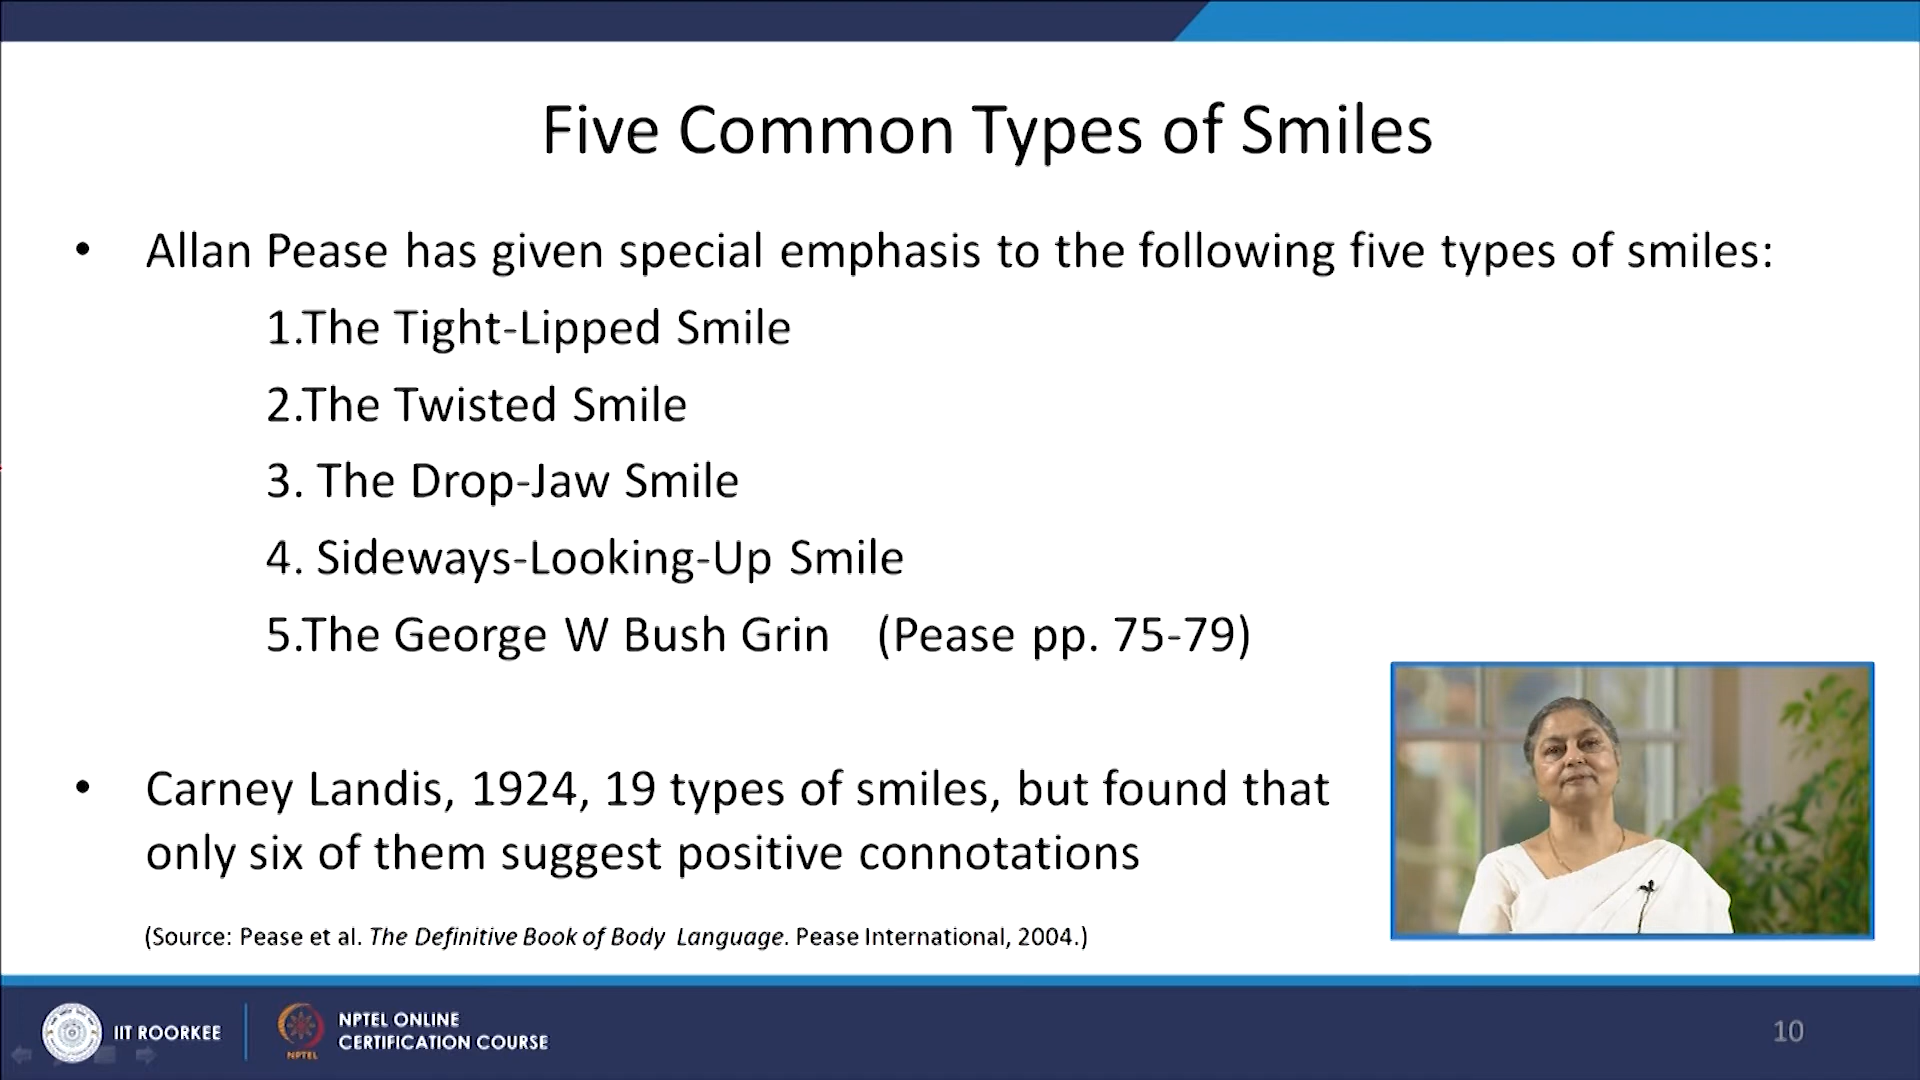 Five Common Types of Smiles
• Allan Pease has given special emphasis to the following five types of smiles:
1.The Tight-Lipped Smile
2.The Twisted Smile
3. The Drop-Jaw Smile
4. Sideways-Looking-Up Smile
5.The George W Bush Grin (Pease pp. 75-79)
• Carney Landis, 1924, 19 types of smiles, but found that
only six of them suggest positive connotations
(Source: Pease et al. The Definitive Book of Body Language. Pease International, 2004.)
IIT ROORKEE
NPTEL
NPTEL ONLINE
CERTIFICATION COURSE
10